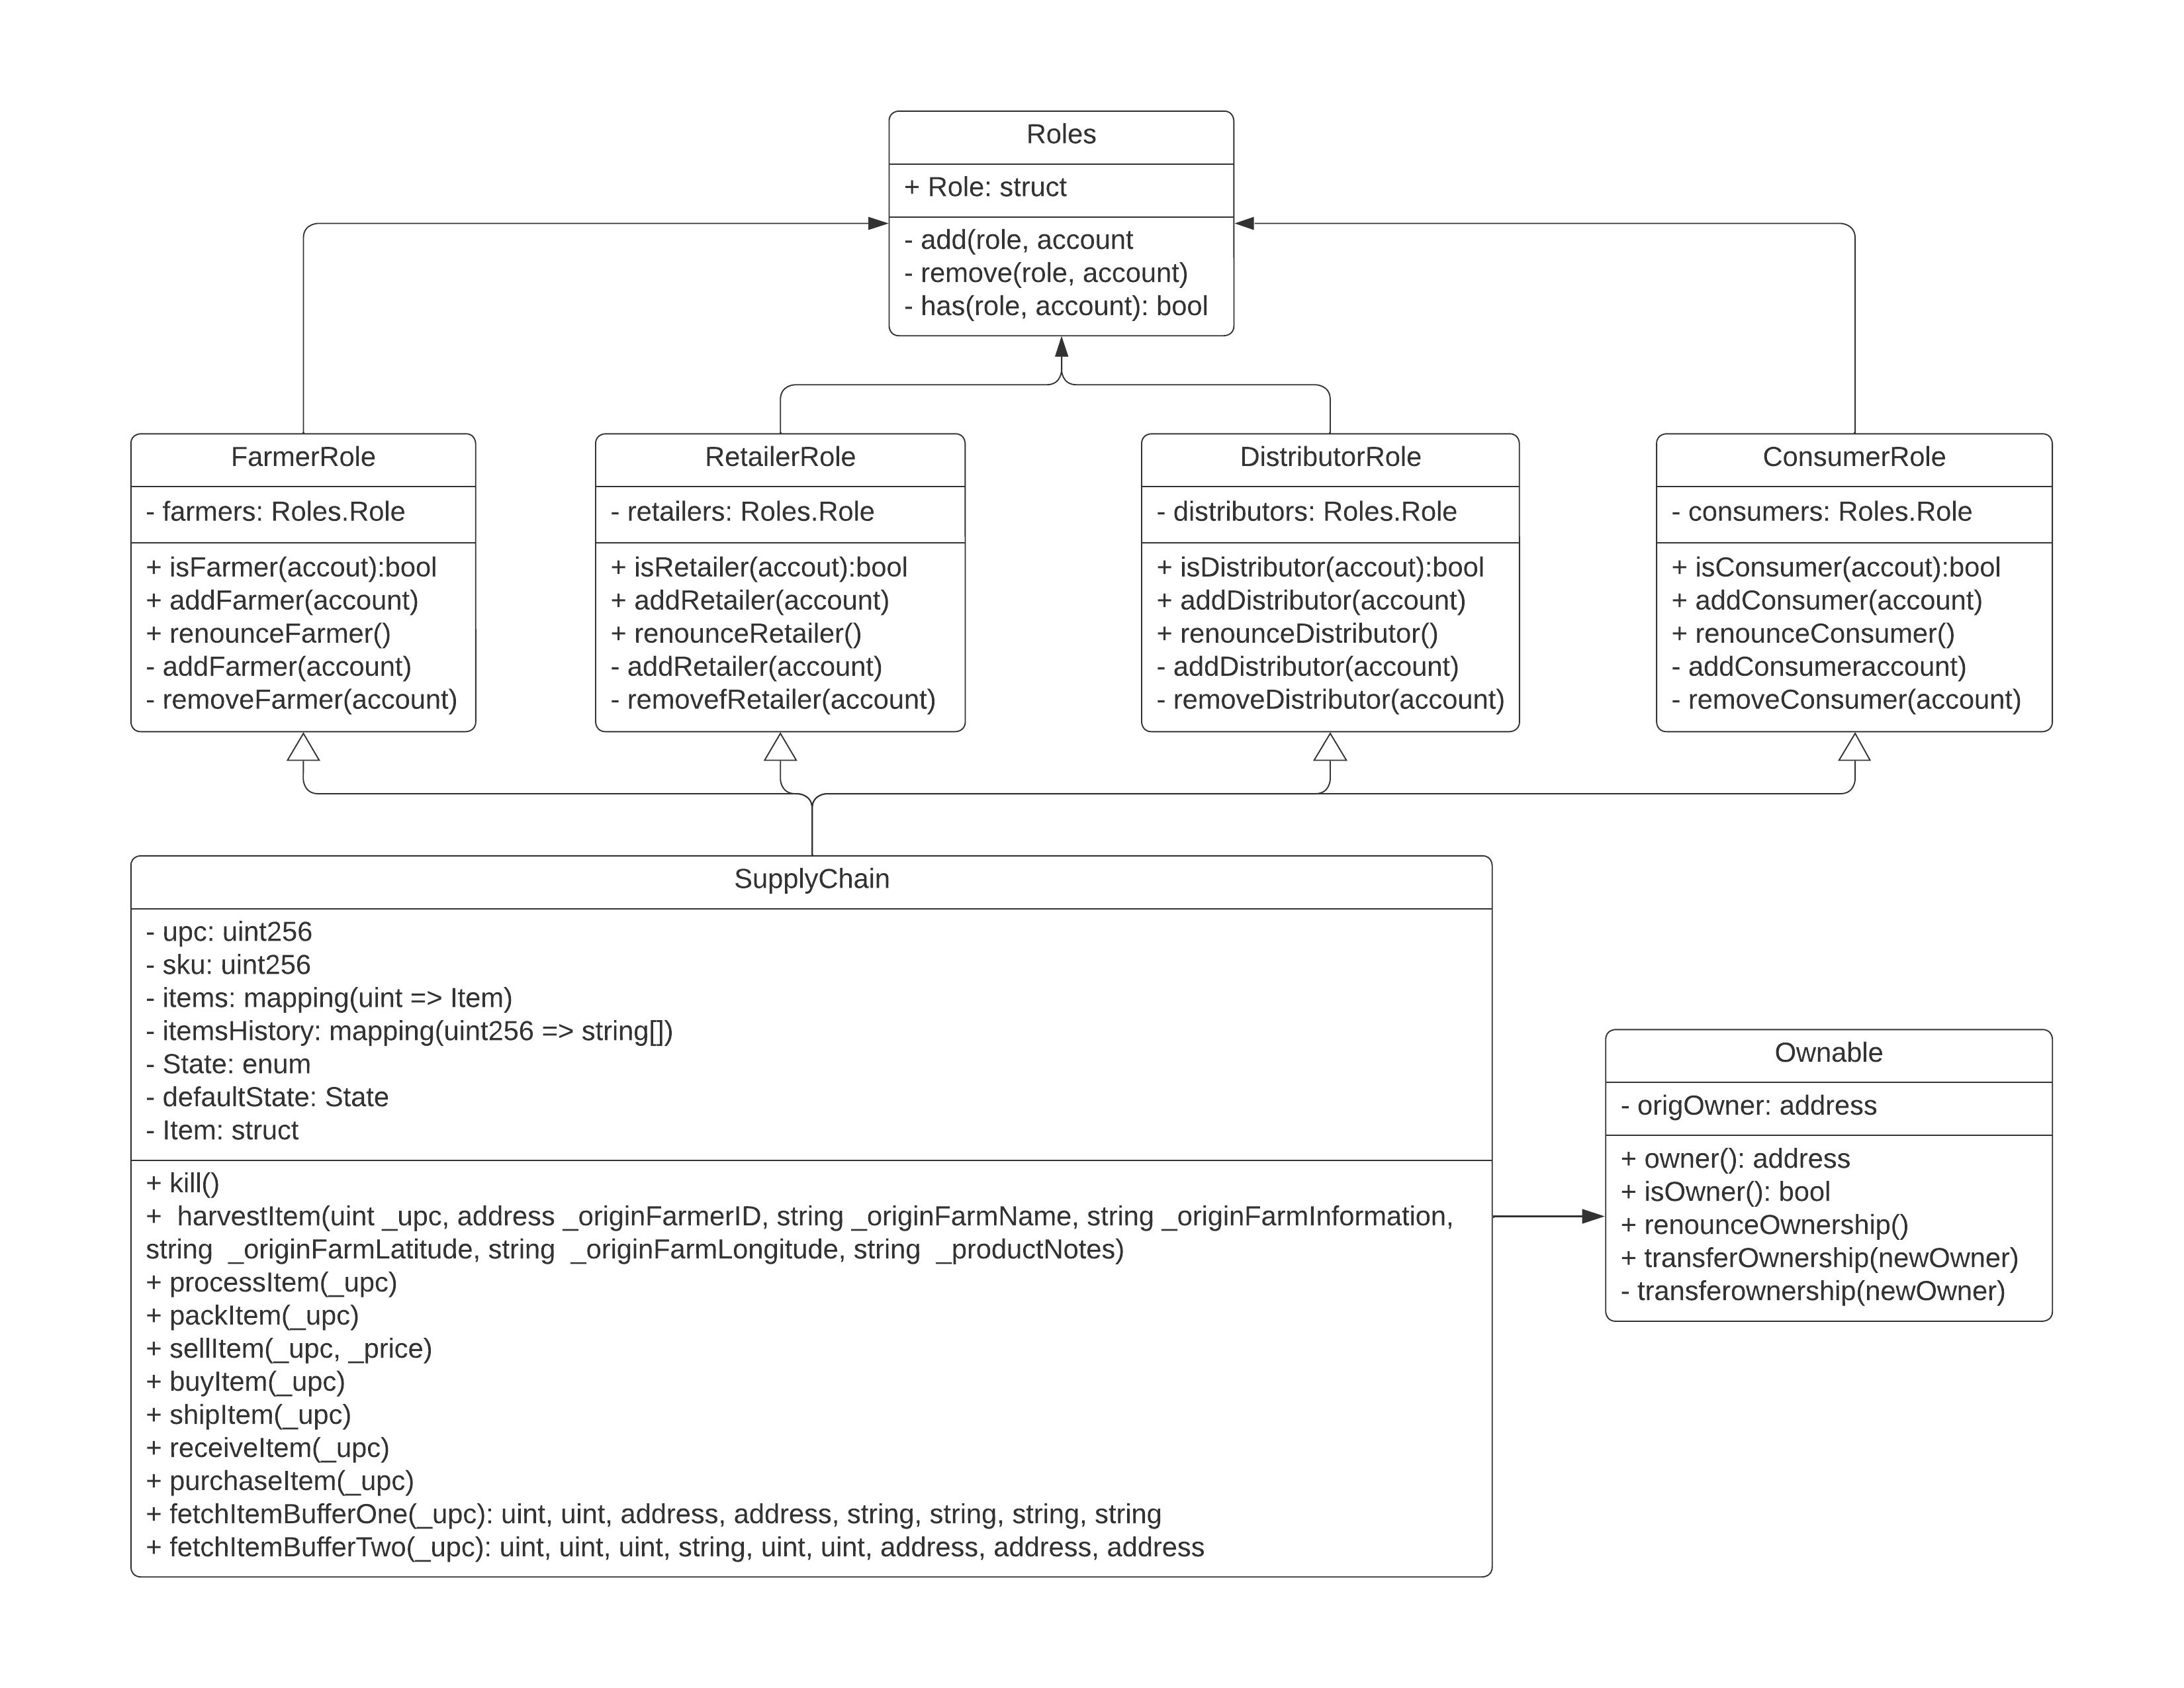 Roles
+ Role: struct
- add(role, account
- remove(role, account)
- has(role, account): bool
FarmerRole
- farmers: Roles.Role
+ isFarmer(accout):bool
+ addFarmer(account)
+ renounceFarmer()
- addFarmer(account)
- removeFarmer(account)
RetailerRole
- retailers: Roles.Role
+ isRetailer(accout):bool
+ addRetailer(account)
+ renounceRetailer()
- addRetailer(account)
- removefRetailer(account)
DistributorRole
- distributors: Roles.Role
+ isDistributor(accout):bool
+ addDistributor(account)
+ renounceDistributor()
- addDistributor(account)
- removeDistributor(account)
ConsumerRole
- consumers: Roles.Role
+ isConsumer(accout):bool
+ addConsumer(account)
+ renounceConsumer()
- addConsumeraccount)
- removeConsumer(account)
SupplyChain
- upc: uint256
- sku: uint256
- items: mapping(uint => Item)
- itemsHistory: mapping(uint256 => string[])
- State: enum
- defaultState: State
- Item: struct
+ kill()
+  harvestItem(uint _upc, address _originFarmerID, string _originFarmName, string _originFarmInformation,
string  _originFarmLatitude, string  _originFarmLongitude, string  _productNotes)
+ processItem(_upc)
+ packItem(_upc)
+ sellItem(_upc, _price)
+ buyItem(_upc)
+ shipItem(_upc)
+ receiveItem(_upc)
+ purchaseItem(_upc)
+ fetchItemBufferOne(_upc): uint, uint, address, address, string, string, string, string
+ fetchItemBufferTwo(_upc): uint, uint, uint, string, uint, uint, address, address, address
Ownable
- origOwner: address
+ owner(): address
+ isOwner(): bool
+ renounceOwnership()
+ transferOwnership(newOwner)
- transferownership(newOwner)